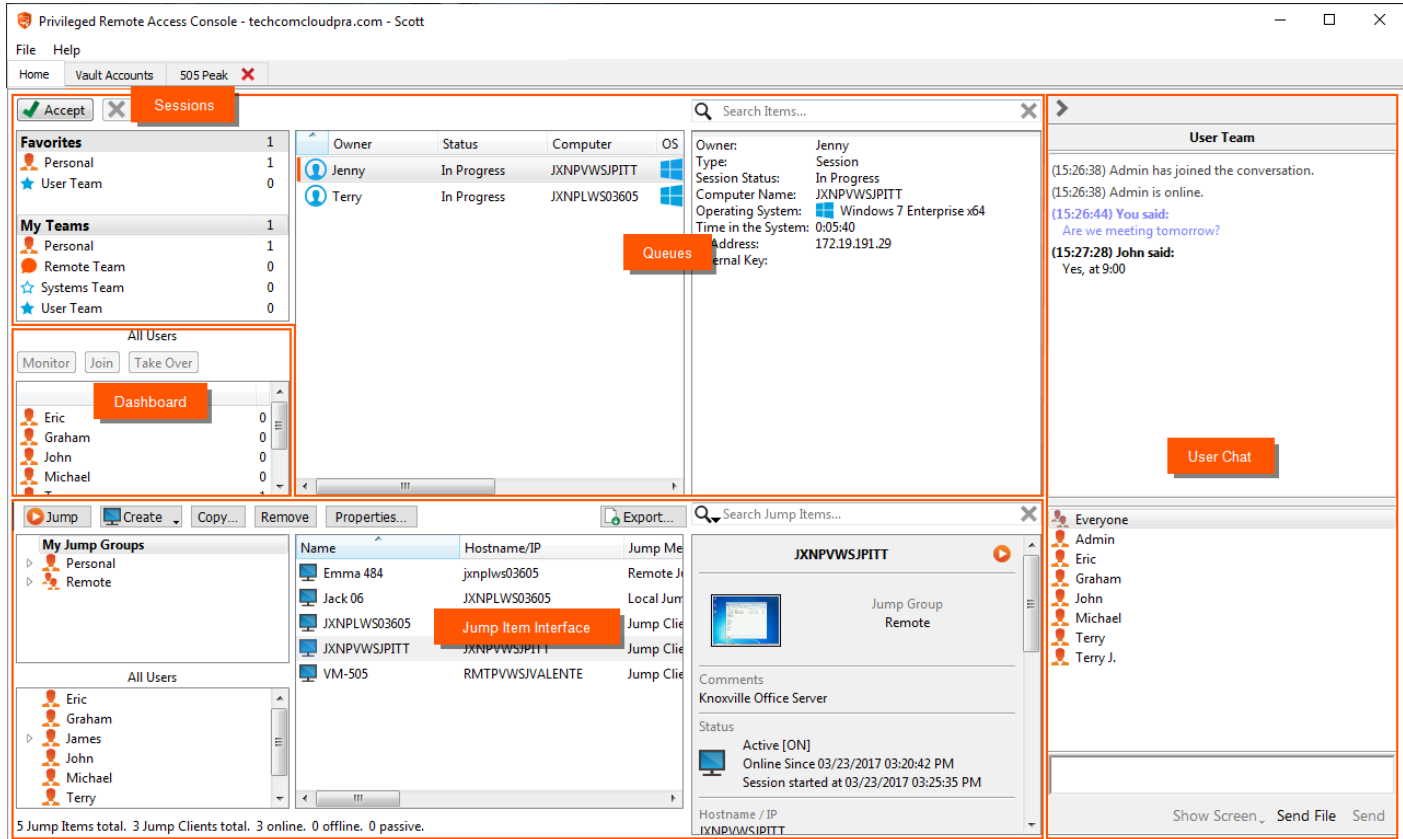 Privileged Remote Access Console - techcomcloudpra.com - Scott
File Help
Home Vault Accounts 505 Peak
Accept
Sessions
Search Items...
Favorites 1
Personal 1
User Team 0
My Teams 1
Personal 1
Remote Team 0
Systems Team 0
User Team 0
Owner Status Computer OS
Jenny In Progress JXNPVWSJPITT
Terry In Progress JXNPLWS03605
Queues
Owner: Jenny
Type: Session
Session Status: In Progress
Computer Name: JXNPVWSJPITT
Operating System: Windows 7 Enterprise x64
Time in the System: 0:05:40
Address: 172.19.191.29
Key:
User Team
(15:26:38) Admin has joined the conversation.
(15:26:38) Admin is online.
(15:26:44) You said:
Are we meeting tomorrow?
(15:27:28) John said:
Yes, at 9:00
User Chat
All Users
Monitor Join Take Over
Dashboard
Eric 0
Graham 0
John 0
Michael 0
Jump Create Copy... Remove Properties... Export...
Search Jump Items...
My Jump Groups
Personal
Remote
All Users
Eric
Graham
James
John
Michael
Terry
Name Hostname/IP Jump Me
Emma 484 jxnplws03605 Remote Ju
Jack 06 JXNPLWS03605 Local Jum
JXNPLWS03605 Jump Clie
JXNPVWSJPITT JXNPVWSJPITT Jump Clie
VM-505 RMTPVWSJVALENTE Jump Clie
Jump Item Interface
JXNPVWSJPITT
Jump Group
Remote
Comments
Knoxville Office Server
Status
Active [ON]
Online Since 03/23/2017 03:20:42 PM
Session started at 03/23/2017 03:25:35 PM
Hostname / IP
JXNPVWSJPITT
Everyone
Admin
Eric
Graham
John
Michael
Terry
Terry J.
Show Screen Send File Send
5 Jump Items total. 3 Jump Clients total. 3 online. 0 offline. 0 passive.